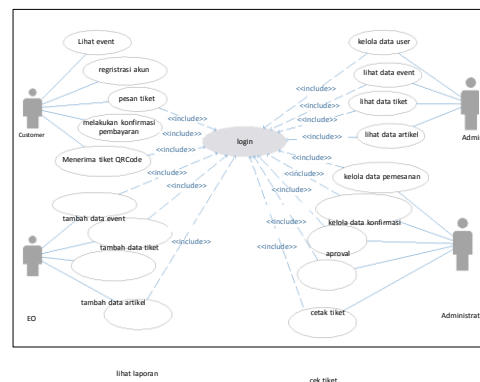 Lihat event
kelola data user
<<include>>
regristrasi akun
lihat data event
<<include>>
<<include>>
pesan tiket
<<include>>
lihat data tiket
<<include>>
Customer
melakukan konfirmasi
pembayaran
<<include>>
<<include>>
lihat data artikel
Admin
login
<<include>>
Menerima tiket QRCode
<<include>>
<<include>>
<<include>>
kelola data pemesanan
<<include>>
<<include>>
tambah data event
kelola data konfirmasi
<<include>>
<<include>>
tambah data tiket
<<include>>
aproval
tambah data artikel
cetak tiket
EO
Administrat
lihat laporan
cek tiket